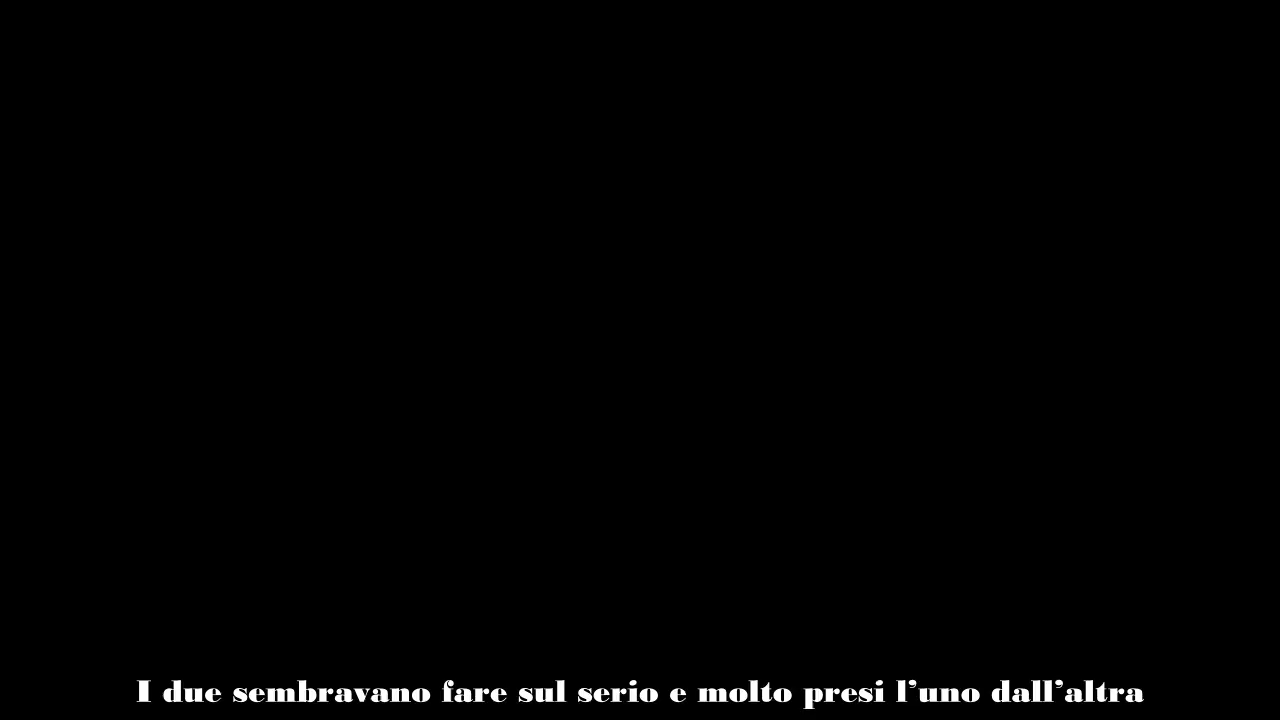 I due sembravano fare sul serio e molto presi l’uno dall’altra